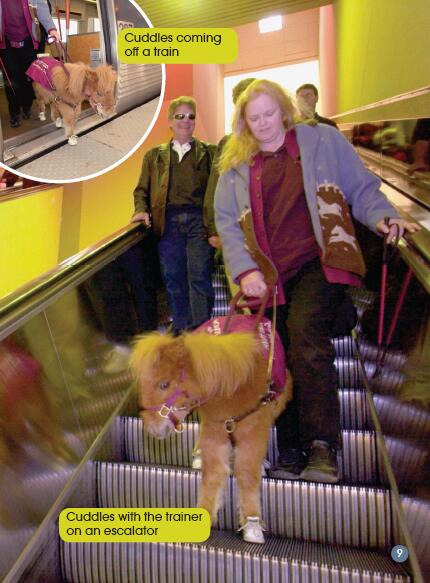 Cuddles coming
off a train
Cuddles with the trainer
on an escalator
9